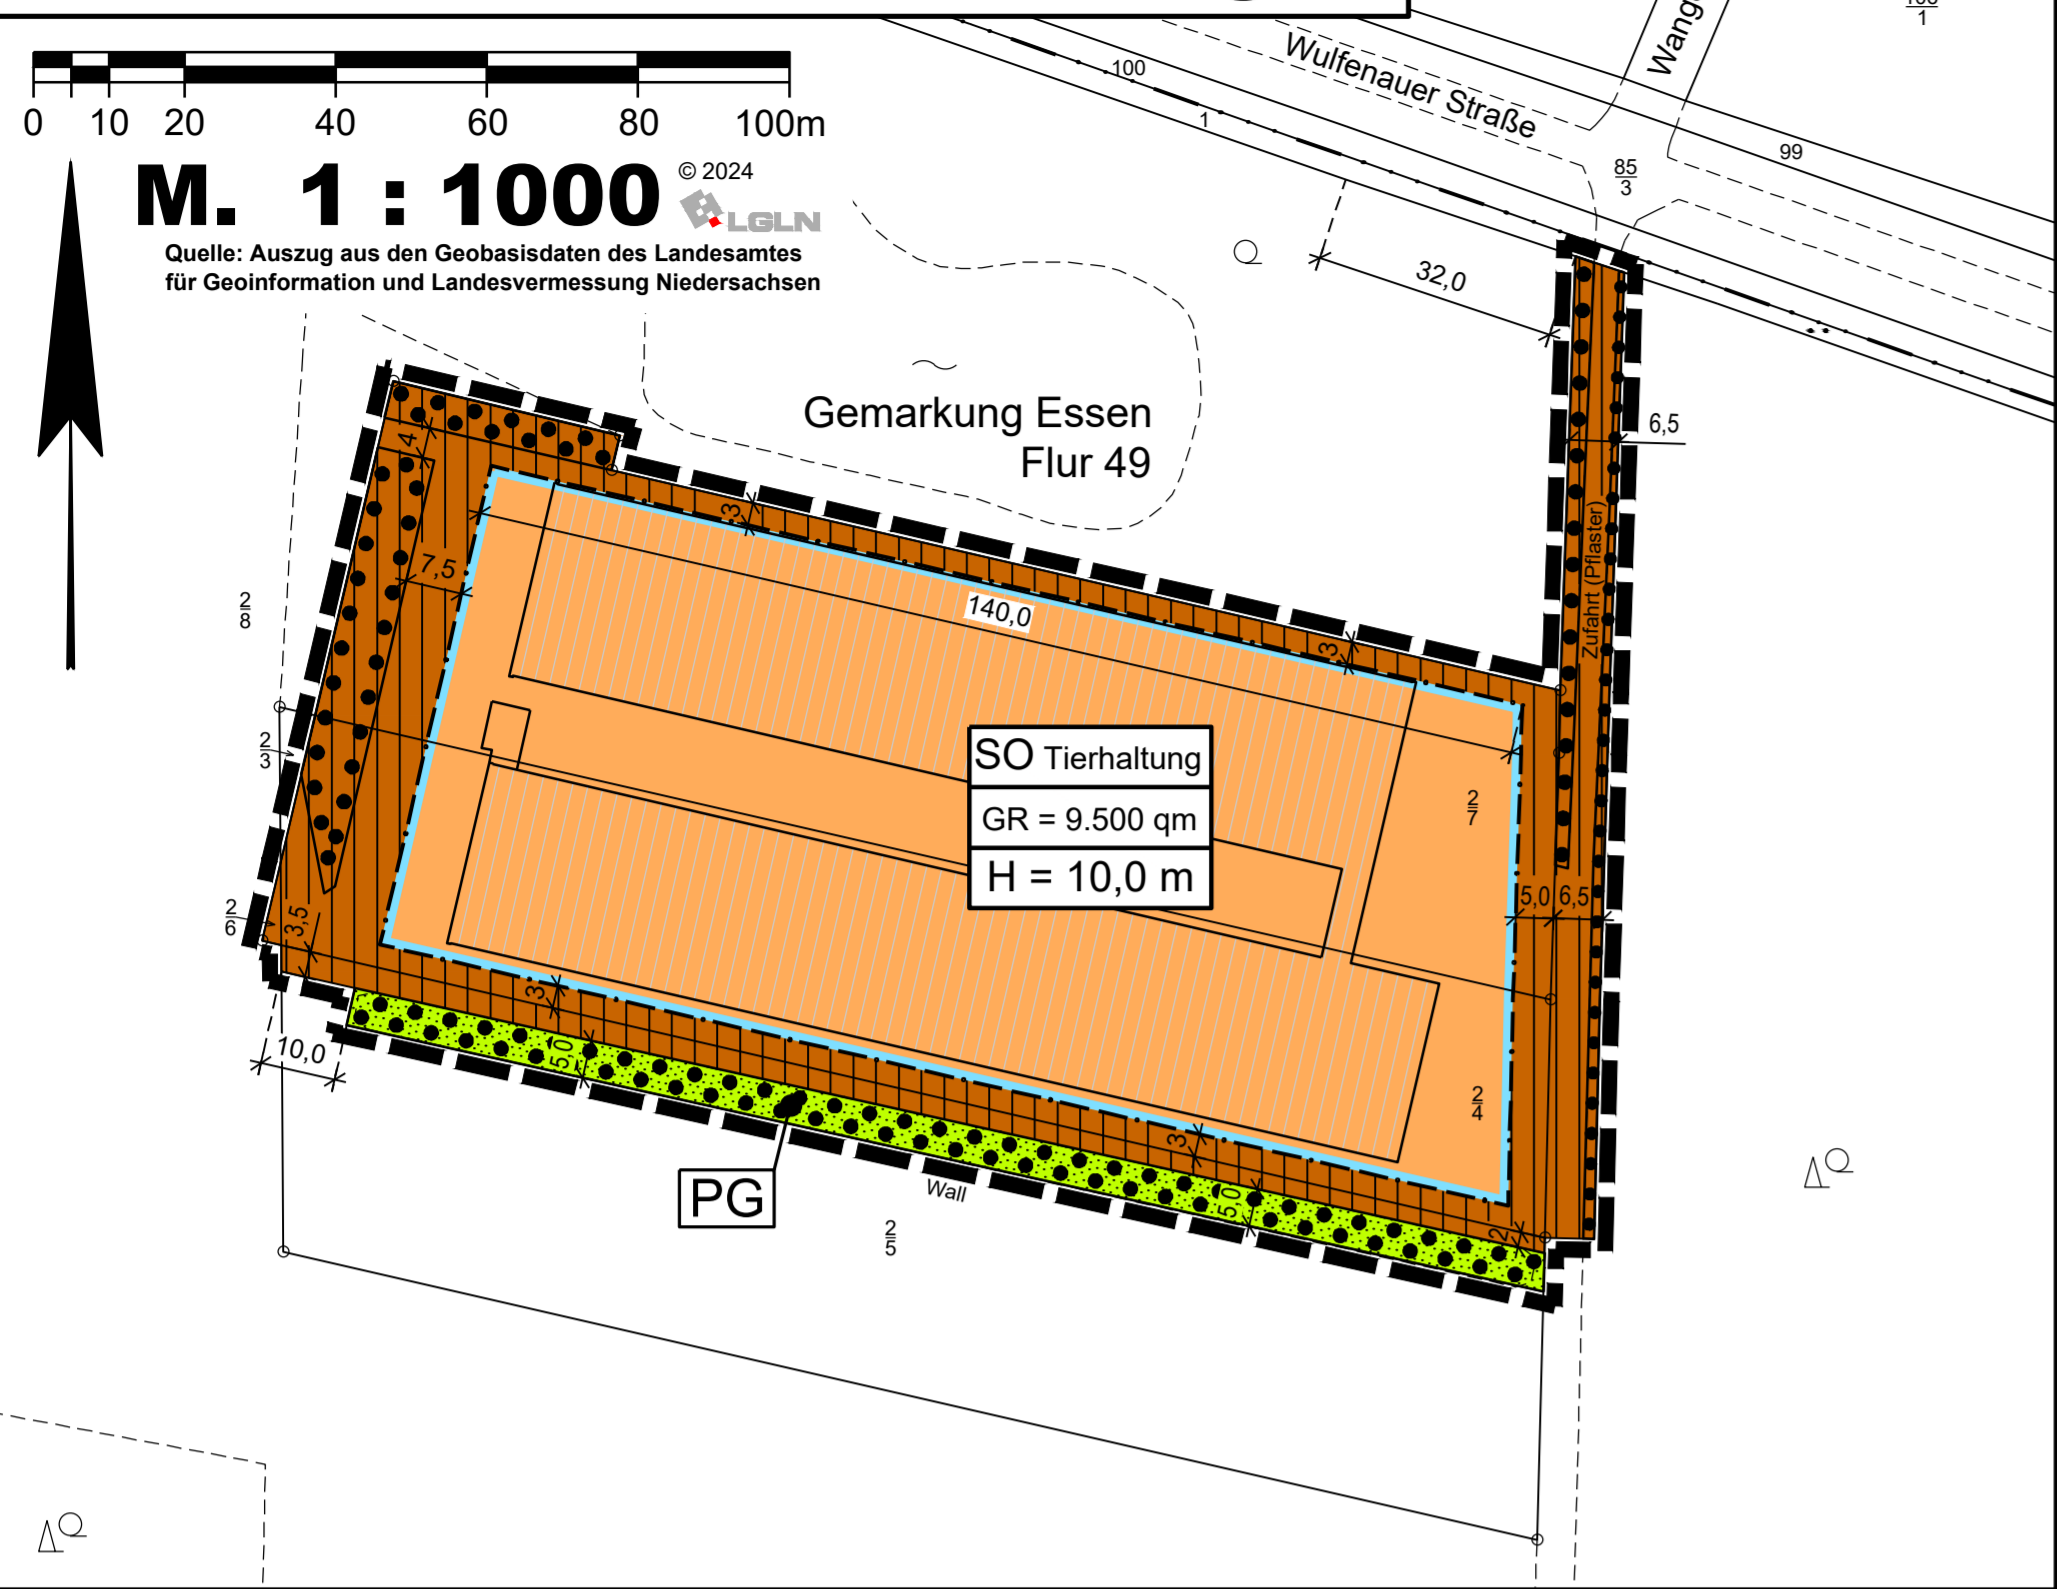 0 10 20 40 60 80 100m
M. 1 : 1000
© 2024
LGLN
Quelle: Auszug aus den Geobasisdaten des Landesamtes
für Geoinformation und Landesvermessung Niedersachsen
Wulfenauer Straße
100
1
85
3
99
1
32,0
6,5
Gemarkung Essen
Flur 49
Zufahrt (Pflaster)
4
3
7,5
140,0
3
2
8
2
3
2
6
SO Tierhaltung
GR = 9.500 qm
H = 10,0 m
2
7
5,0
6,5
3,5
3
10,0
5,0
2
4
3
5,0
2
PG
Wall
2
5